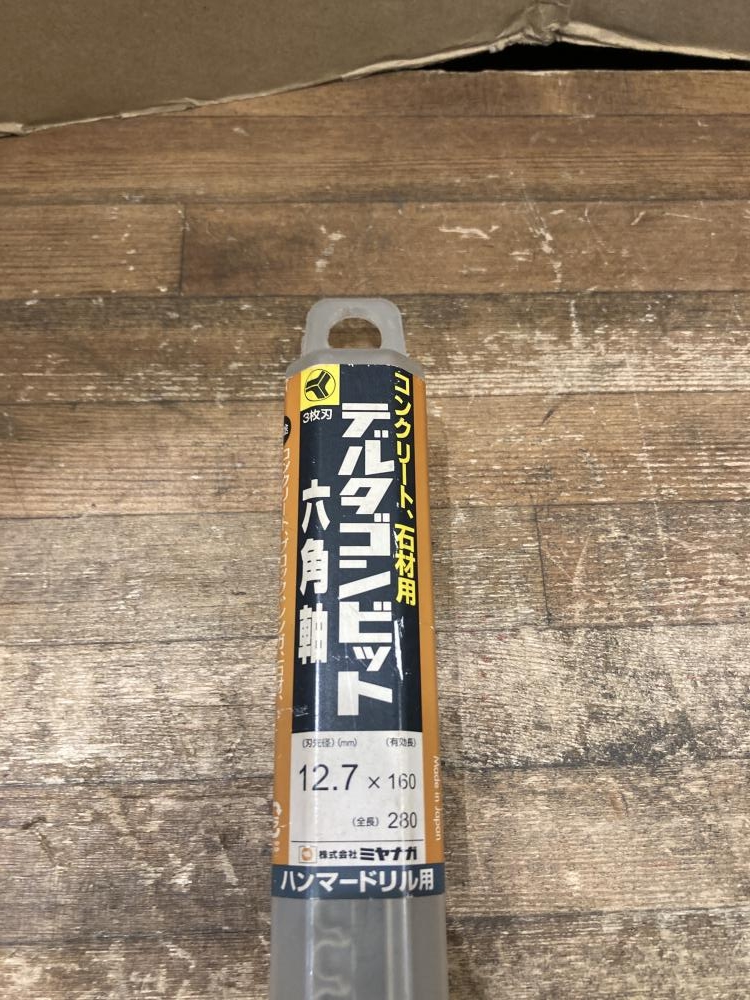 3枚刃
コンクリート、石材用
デルタゴンビット
六角軸
(刃先径)(mm) (有効長)
12.7 × 160
(全長) 280
株式会社 ミヤナガ
ハンマードリル用
Made in Japan